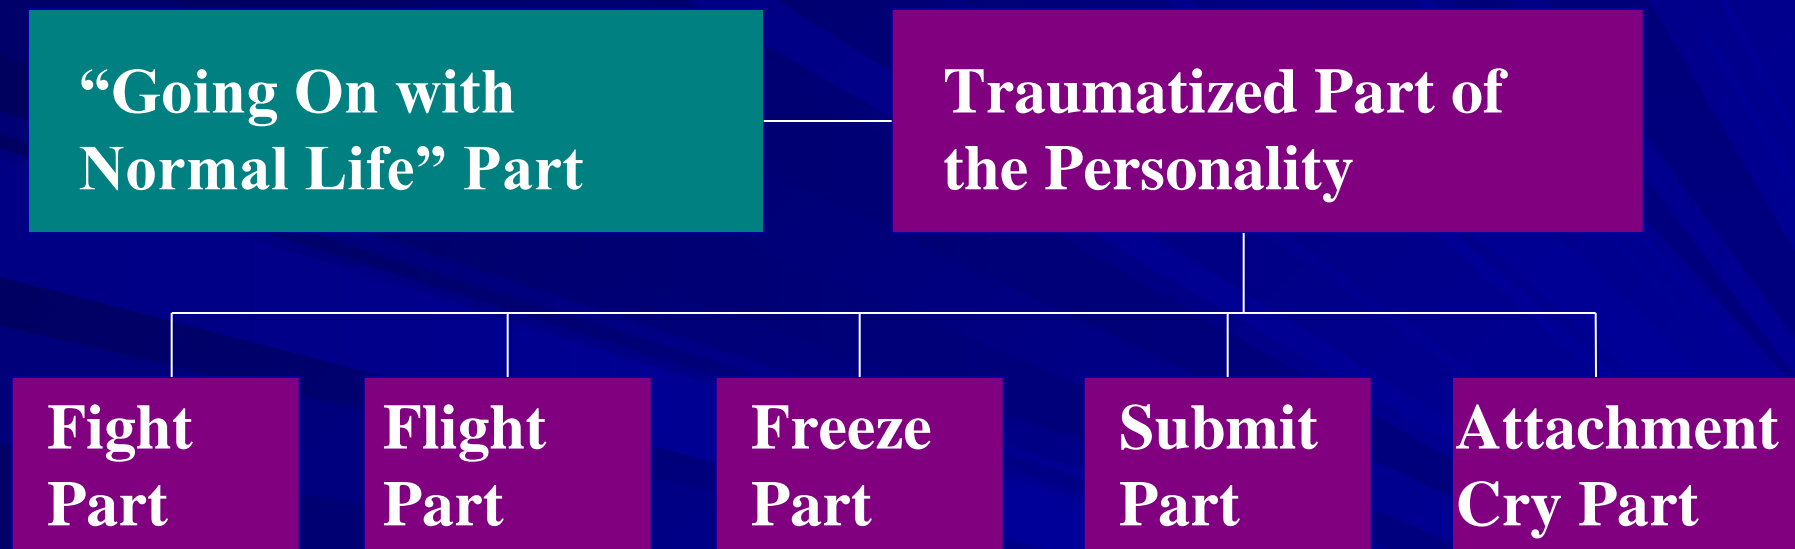 “Going On with
Normal Life” Part
Traumatized Part of
the Personality
Fight
Part
Flight
Part
Freeze
Part
Submit
Part
Attachment
Cry Part